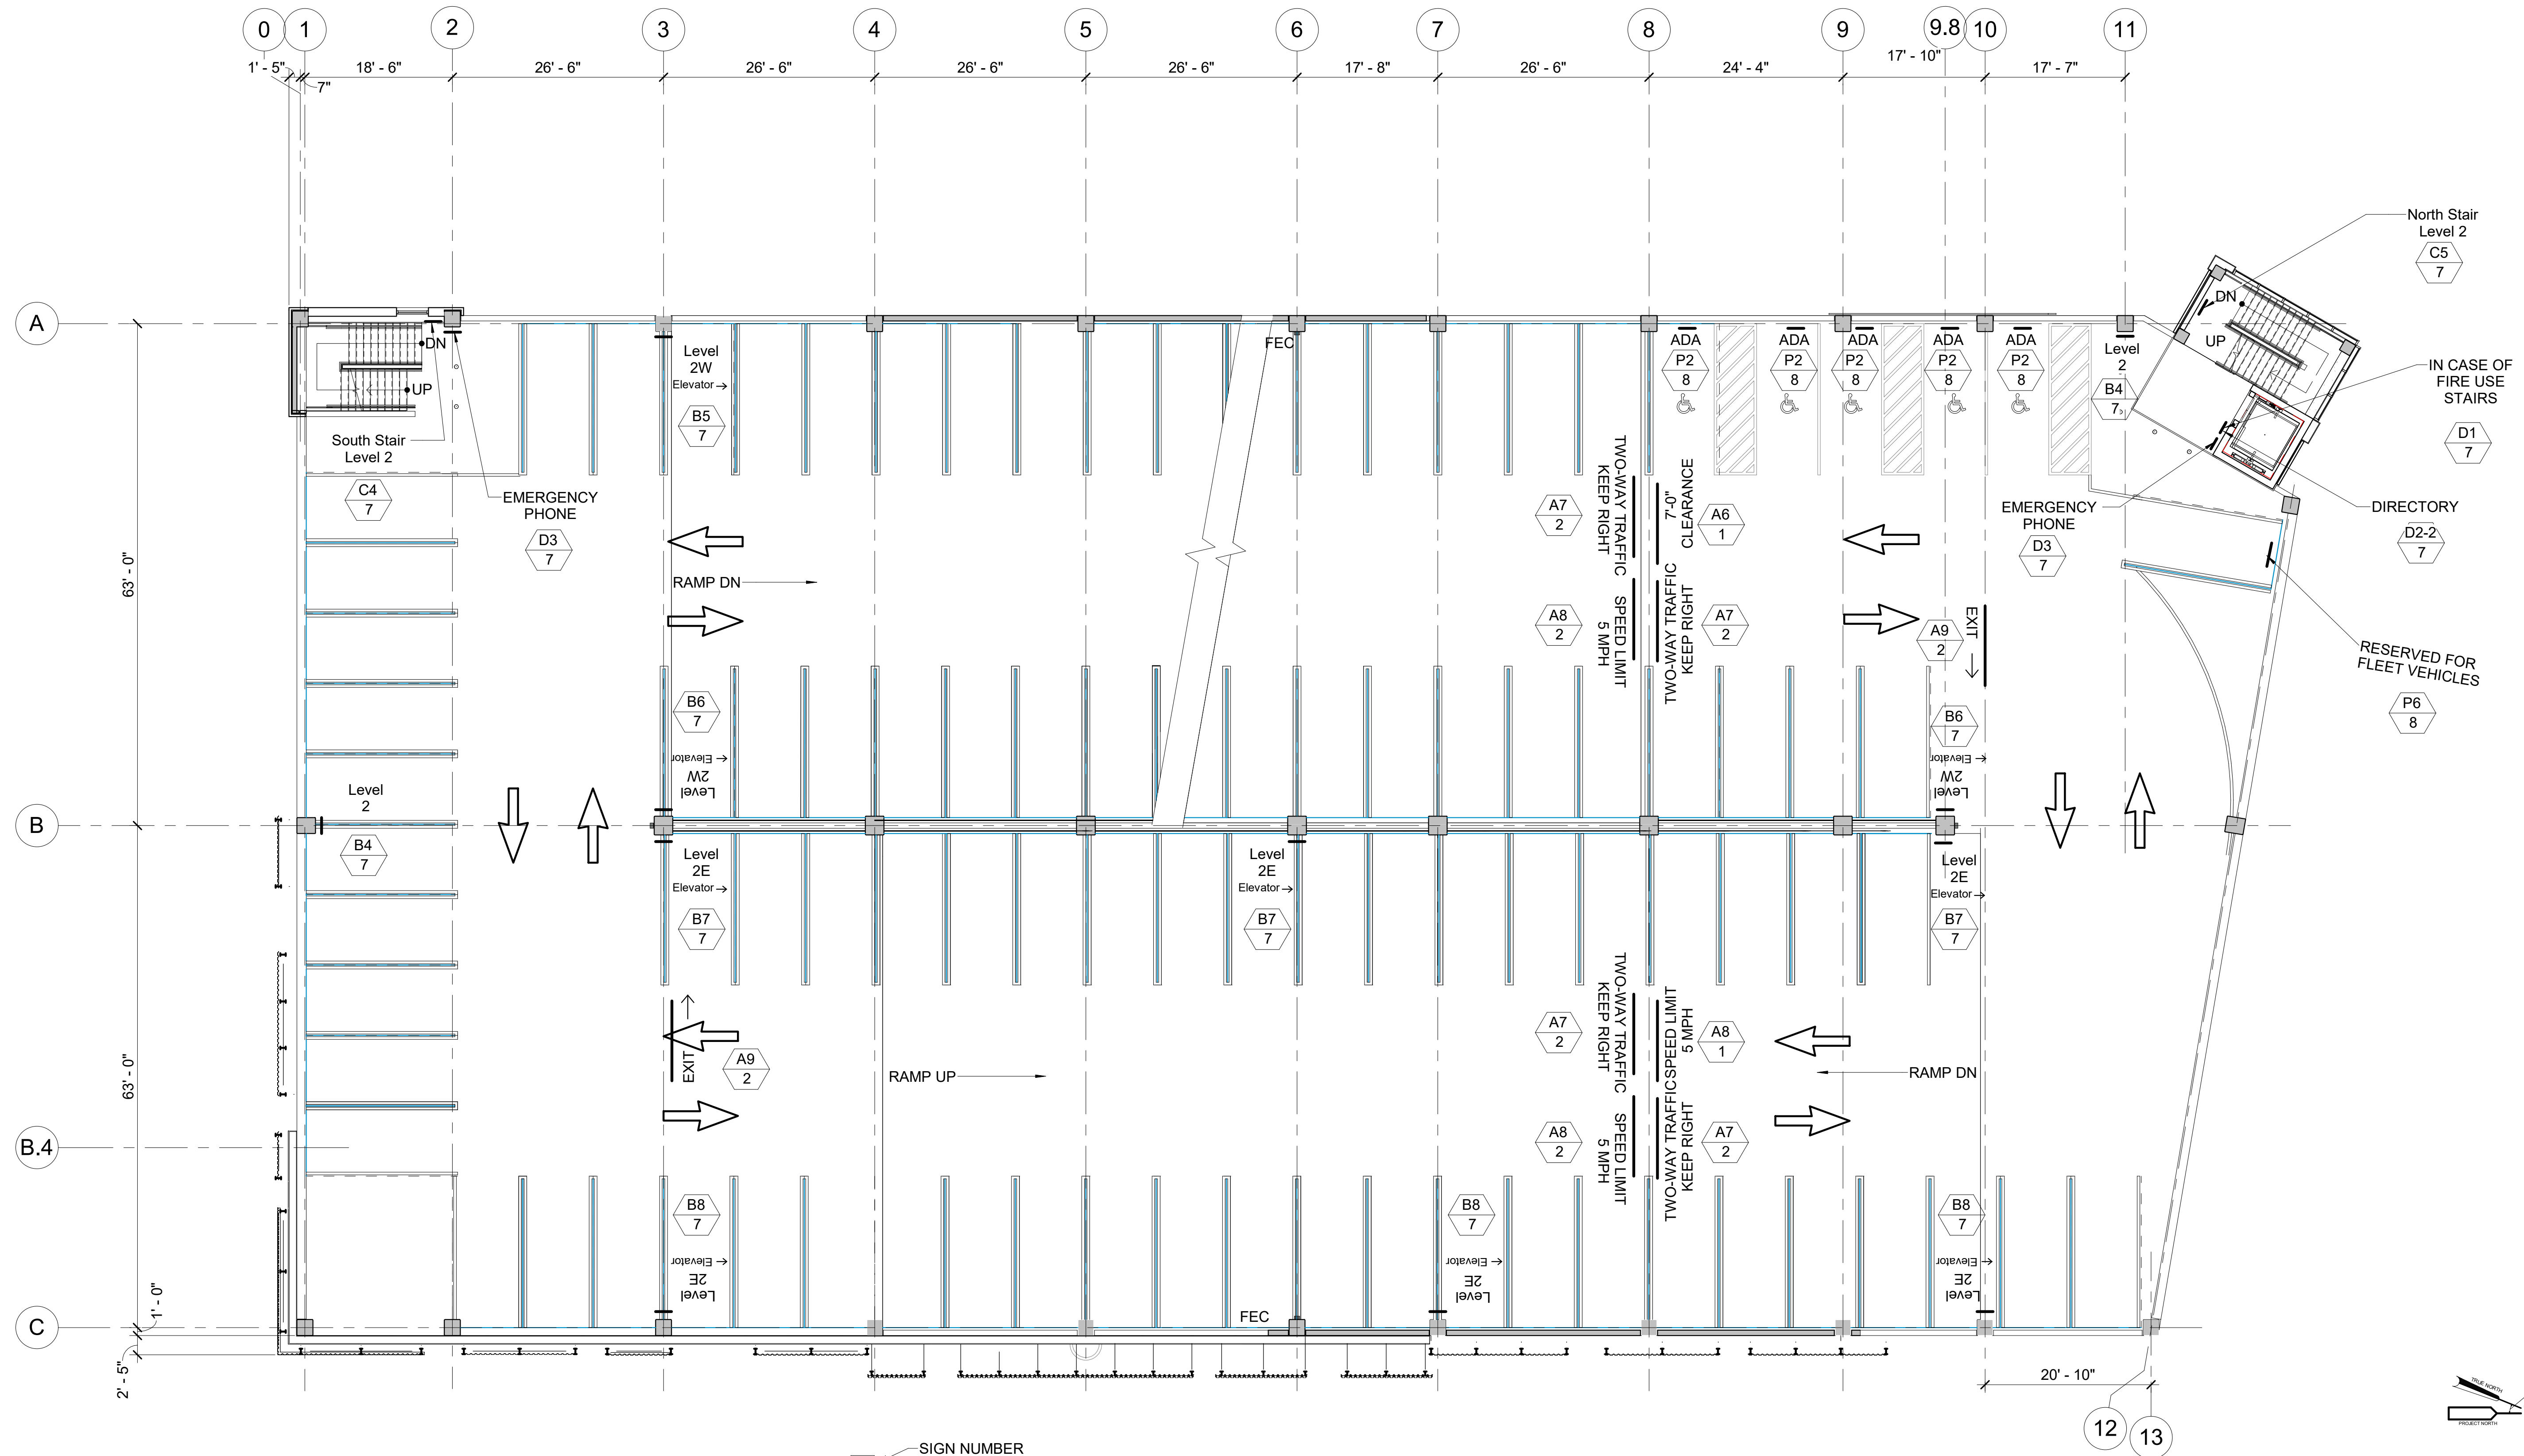 0 1 2 3 4 5 6 7 8 9 9.8 10 11
1' - 5" 18' - 6" 26' - 6" 26' - 6" 26' - 6" 26' - 6" 17' - 8" 26' - 6" 24' - 4" 17' - 10" 17' - 7"
7"
North Stair
Level 2
C5
7
A
DN
UP
South Stair
Level 2
C4
7
EMERGENCY
PHONE
D3
7
Level
2W
Elevator
B5
7
FEC
ADA
P2
8
ADA
P2
8
ADA
P2
8
ADA
P2
8
ADA
P2
8
Level
2
B4
7
DN
UP
IN CASE OF
FIRE USE
STAIRS
D1
7
DIRECTORY
D2-2
7
EMERGENCY
PHONE
D3
7
RESERVED FOR
FLEET VEHICLES
P6
8
63' - 0"
RAMP DN
A7
2
TWO-WAY TRAFFIC
KEEP RIGHT
7'-0"
CLEARANCE
A6
1
A8
2
SPEED LIMIT
5 MPH
TWO-WAY TRAFFIC
KEEP RIGHT
A7
2
EXIT
A9
2
B6
7
Elevator
Level
2W
B6
7
Elevator
Level
2W
B
Level
2
B4
7
Level
2E
Elevator
B7
7
Level
2E
Elevator
B7
7
Level
2E
Elevator
B7
7
63' - 0"
EXIT
A9
2
RAMP UP
A7
2
TWO-WAY TRAFFIC
KEEP RIGHT
SPEED LIMIT
5 MPH
A8
1
RAMP DN
A8
2
SPEED LIMIT
5 MPH
TWO-WAY TRAFFIC
KEEP RIGHT
A7
2
B.4
B8
7
Elevator
Level
2E
B8
7
Elevator
Level
2E
B8
7
Elevator
Level
2E
1' - 0"
C
FEC
2' - 5"
20' - 10"
12 13
TRUE NORTH
PROJECT NORTH
SIGN NUMBER